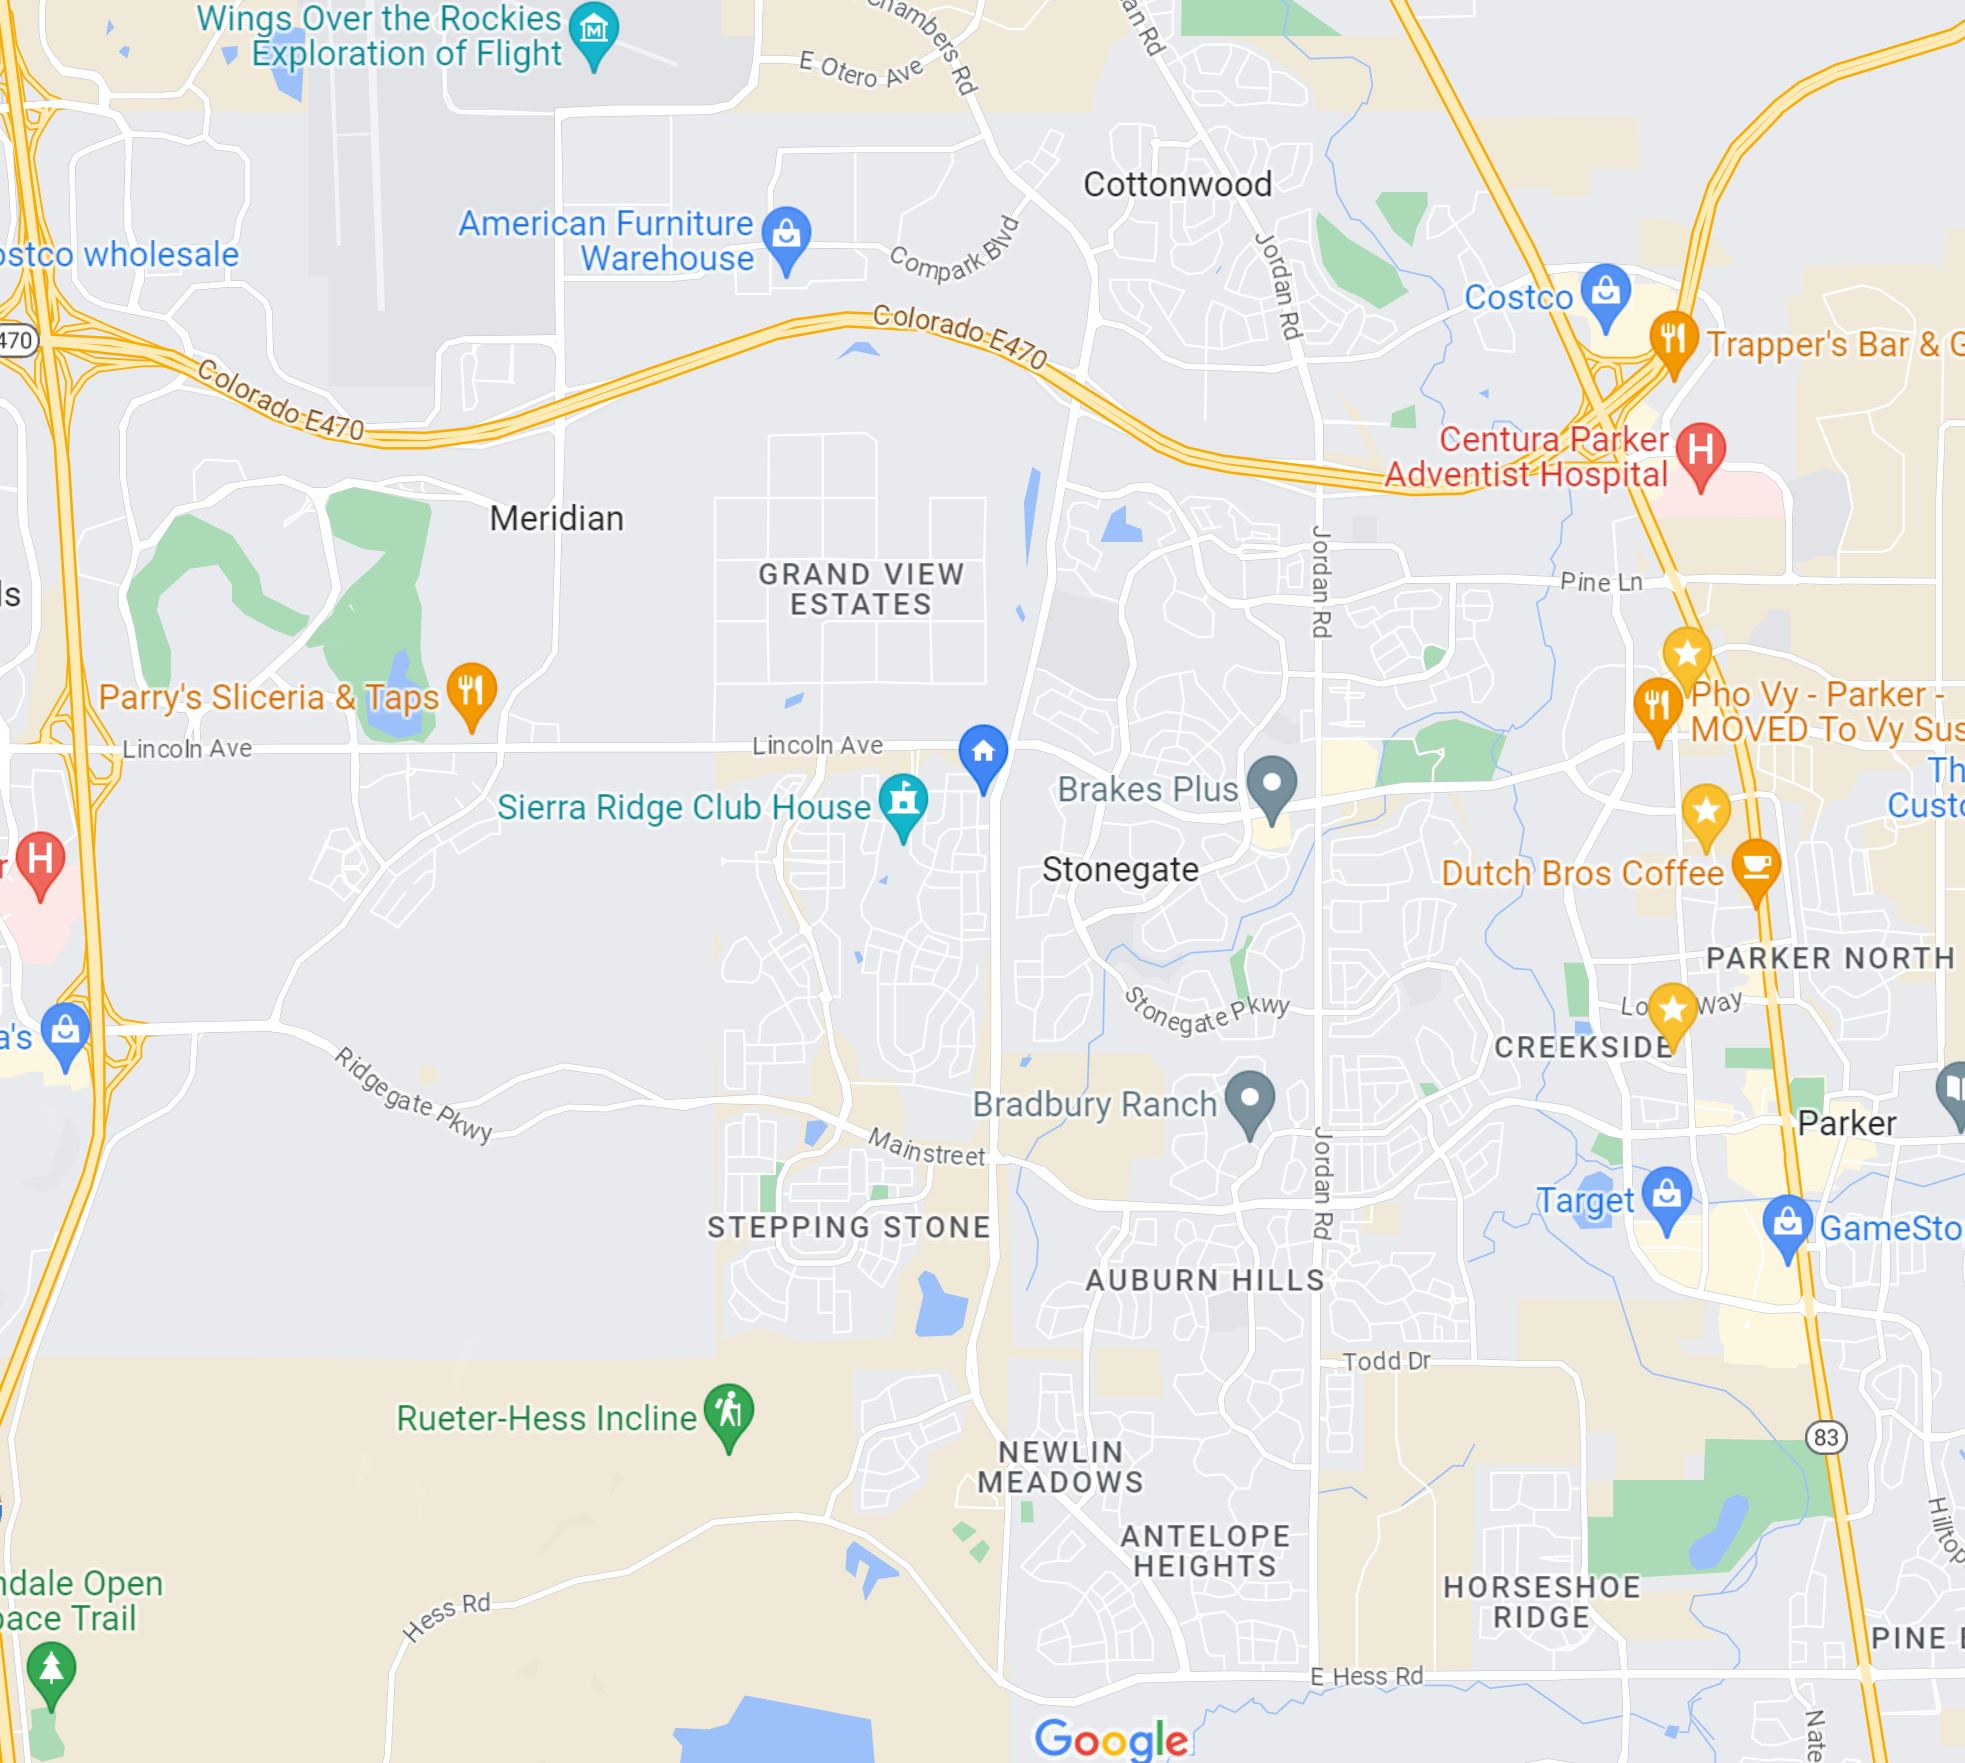 Wings Over the Rockies
Exploration of Flight
Chambers Rd
E Otero Ave
an Rd
Cottonwood
American Furniture
Warehouse
Compark Blvd
Jordan Rd
ostco wholesale
Costco
470
Colorado E470
Colorado E470
Trapper's Bar & G
Centura Parker
Adventist Hospital
Meridian
Jordan Rd
GRAND VIEW
ESTATES
Pine Ln
ls
Parry's Sliceria & Taps
Pho Vy - Parker -
MOVED To Vy Sus
Lincoln Ave
Lincoln Ave
Th
Custo
Brakes Plus
Sierra Ridge Club House
Stonegate
Dutch Bros Coffee
r
PARKER NORTH
Stonegate Pkwy
Lo Way
a's
CREEKSIDE
Ridgegate Pkwy
Bradbury Ranch
Parker
Mainstreet
Jordan Rd
Target
STEPPING STONE
GameSto
AUBURN HILLS
Todd Dr
Rueter-Hess Incline
83
NEWLIN
MEADOWS
Hilltop
ANTELOPE
HEIGHTS
ndale Open
pace Trail
HORSESHOE
RIDGE
Hess Rd
PINE B
E Hess Rd
Nate
Google